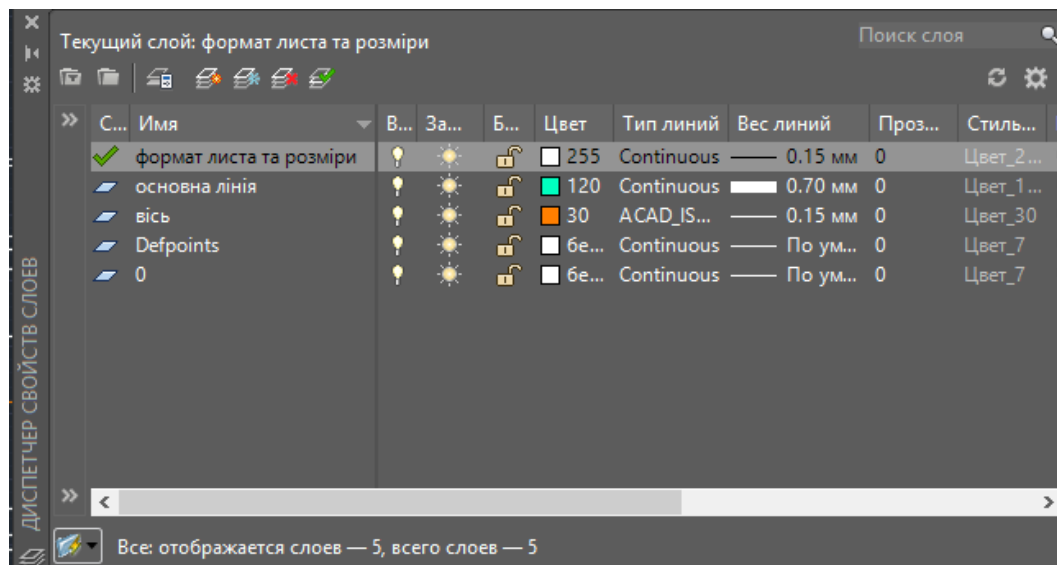 Текущий слой: формат листа та розміри
Поиск слоя
С... Имя В... За... Б... Цвет Тип линий Вес линий Проз... Стиль...
формат листа та розміри 255 Continuous 0.15 мм 0 Цвет_2...
основна лінія 120 Continuous 0.70 мм 0 Цвет_1...
вісь 30 ACAD_IS... 0.15 мм 0 Цвет_30
Defpoints бе... Continuous По ум... 0 Цвет_7
0 бе... Continuous По ум... 0 Цвет_7
ДИСПЕТЧЕР СВОЙСТВ СЛОЕВ
Все: отображается слоев — 5, всего слоев — 5